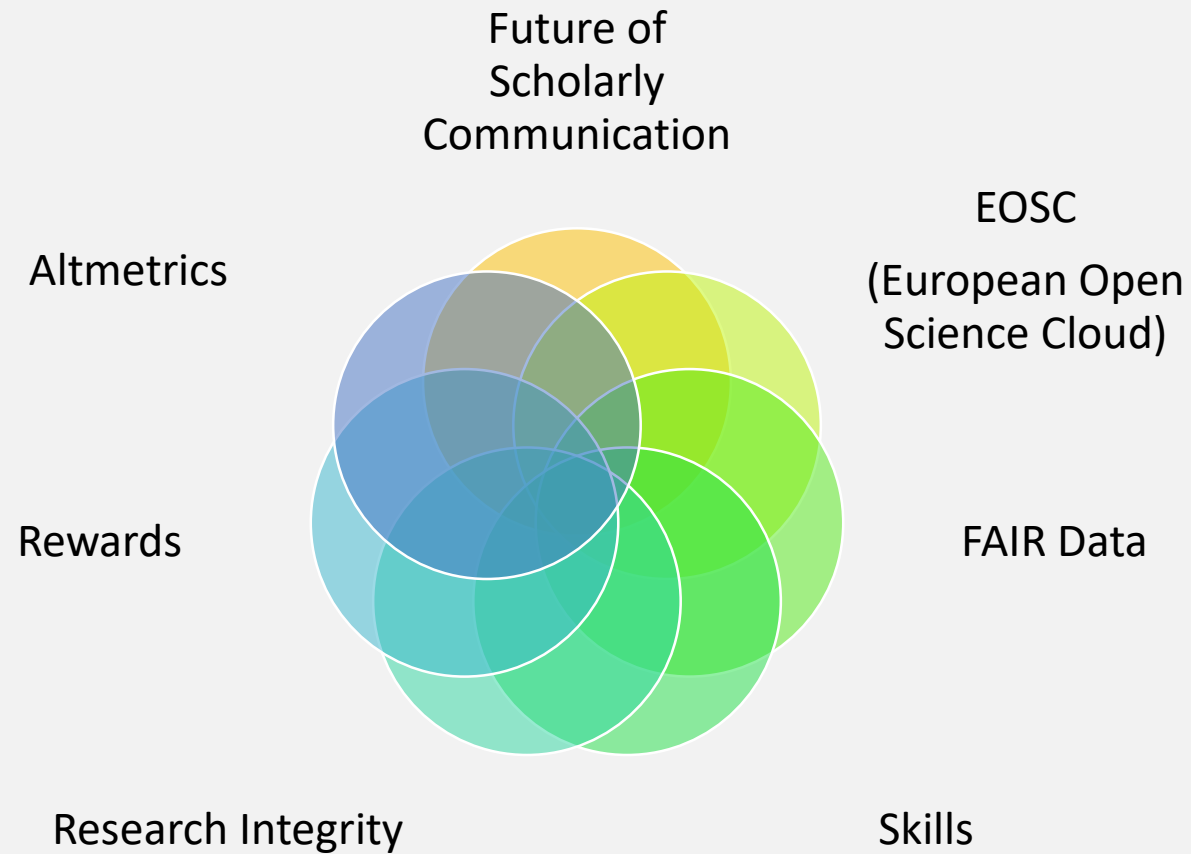 Future of
Scholarly
Communication
EOSC
(European Open
Science Cloud)
Altmetrics
Rewards
FAIR Data
Research Integrity
Skills